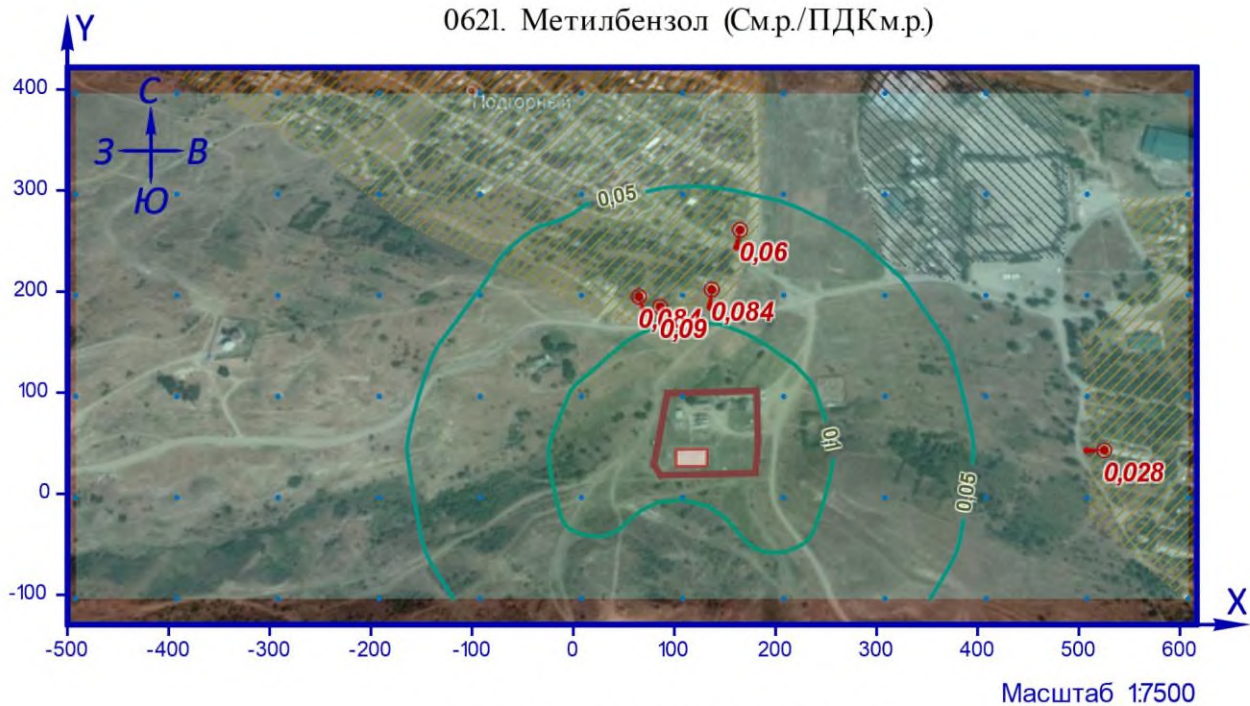 0621. Метилбензол (См.р./ПДКм.р.)
Y
400
300
200
100
0
-100
С
З В
Ю
Подгорный
0,05
0,06
0,084
0,084
0,09
0,1
0,05
0,028
X
-500 -400 -300 -200 -100 0 100 200 300 400 500 600
Масштаб 1:7500